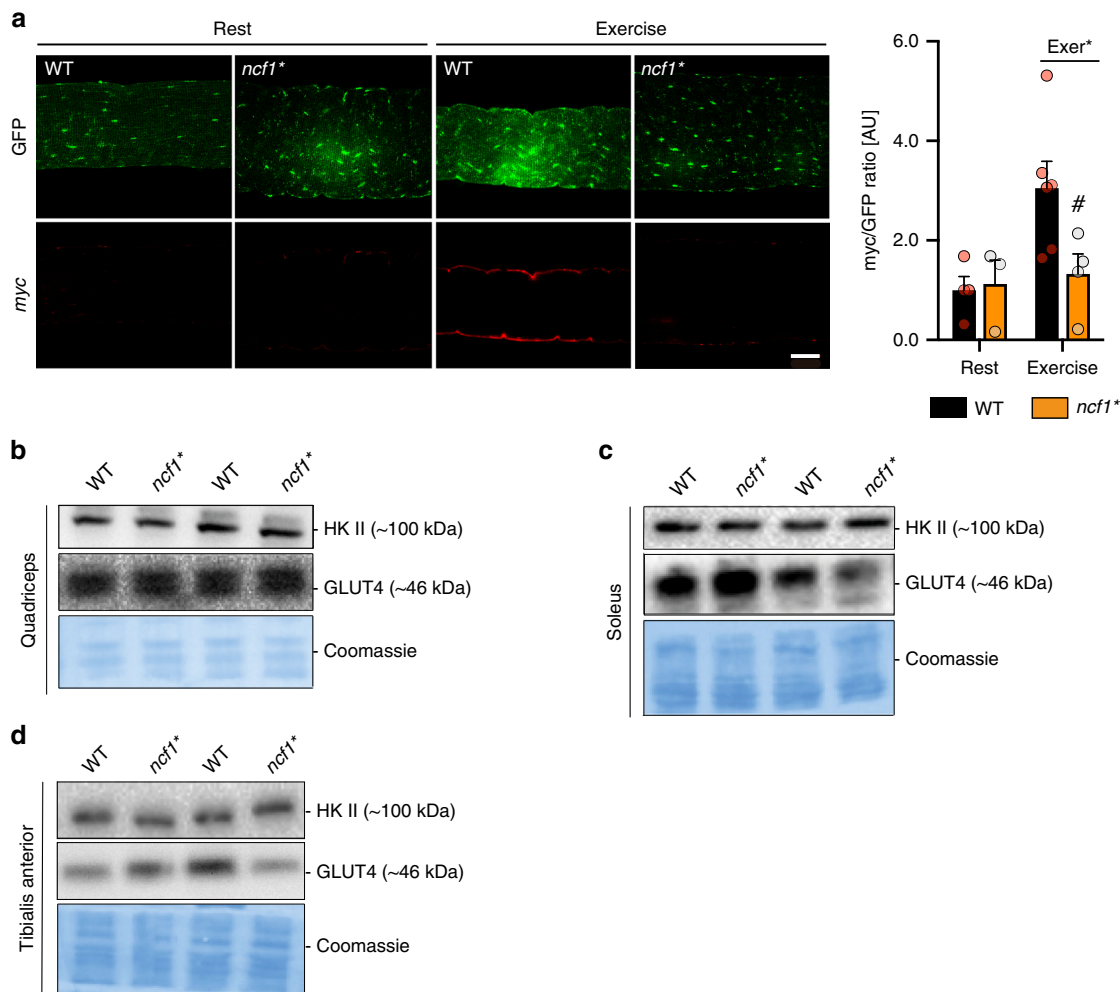 a
Rest
Exercise
WT
ncf1*
WT
ncf1*
GFP
myc
6.0
4.0
2.0
0.0
myc/GFP ratio [AU]
Exer*
#
Rest
Exercise
WT
ncf1*
b
WT
ncf1*
WT
ncf1*
Quadriceps
HK II (~100 kDa)
GLUT4 (~46 kDa)
Coomassie
c
WT
ncf1*
WT
ncf1*
Soleus
HK II (~100 kDa)
GLUT4 (~46 kDa)
Coomassie
d
WT
ncf1*
WT
ncf1*
Tibialis anterior
HK II (~100 kDa)
GLUT4 (~46 kDa)
Coomassie